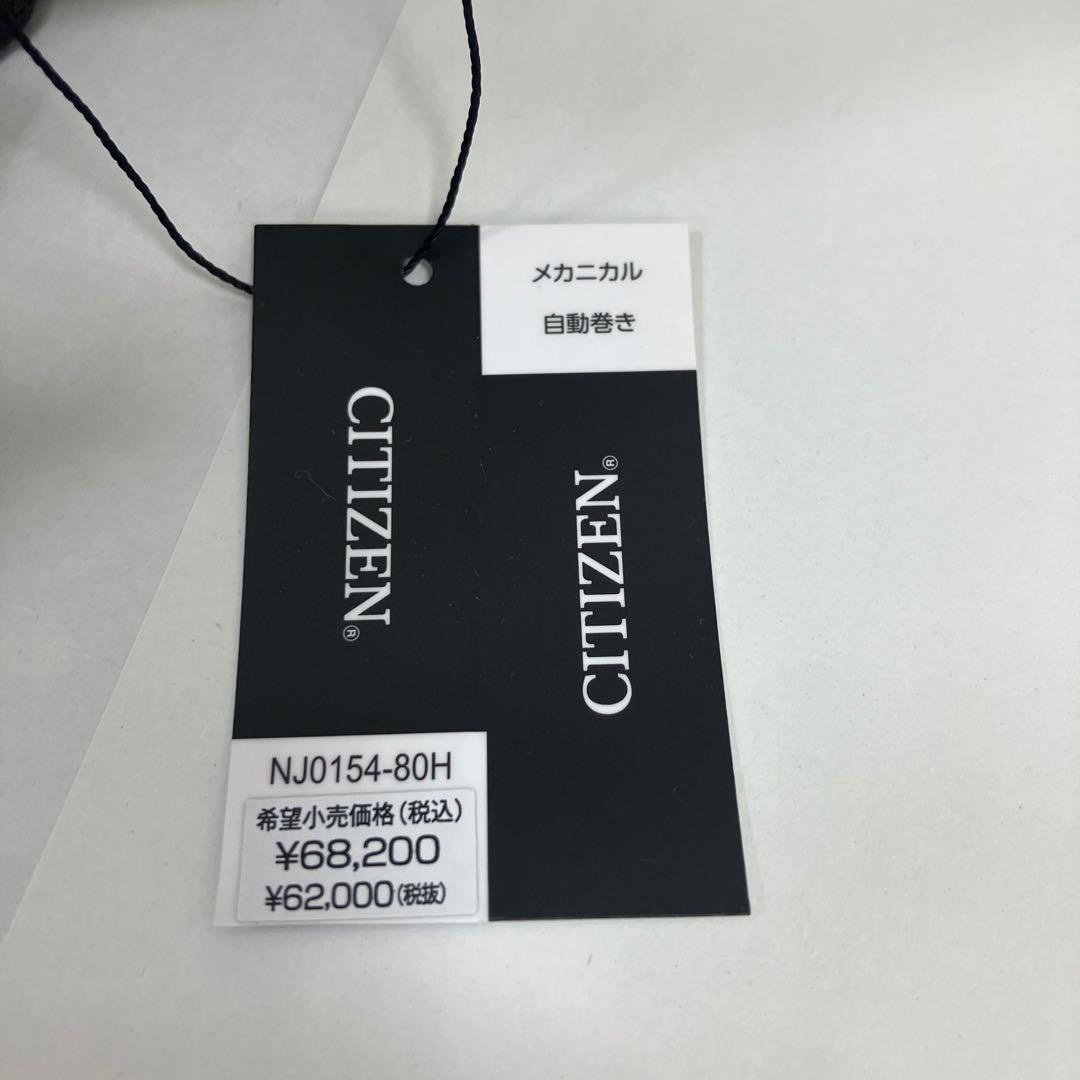 メカニカル
自動巻き
CITIZEN®
CITIZEN®
NJ0154-80H
希望小売価格(税込)
¥68,200
¥62,000(税抜)